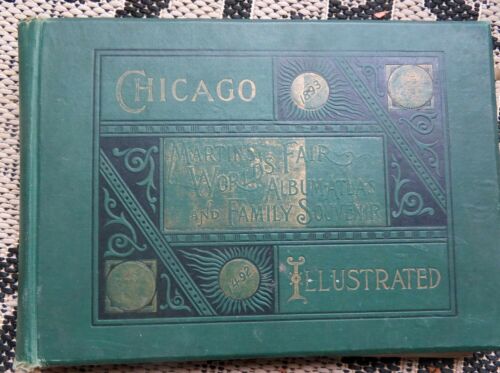 CHICAGO
1893
MARTIN'S WORLD'S FAIR
ALBUM-ATLAS
AND FAMILY SOUVENIR
1492
ILLUSTRATED